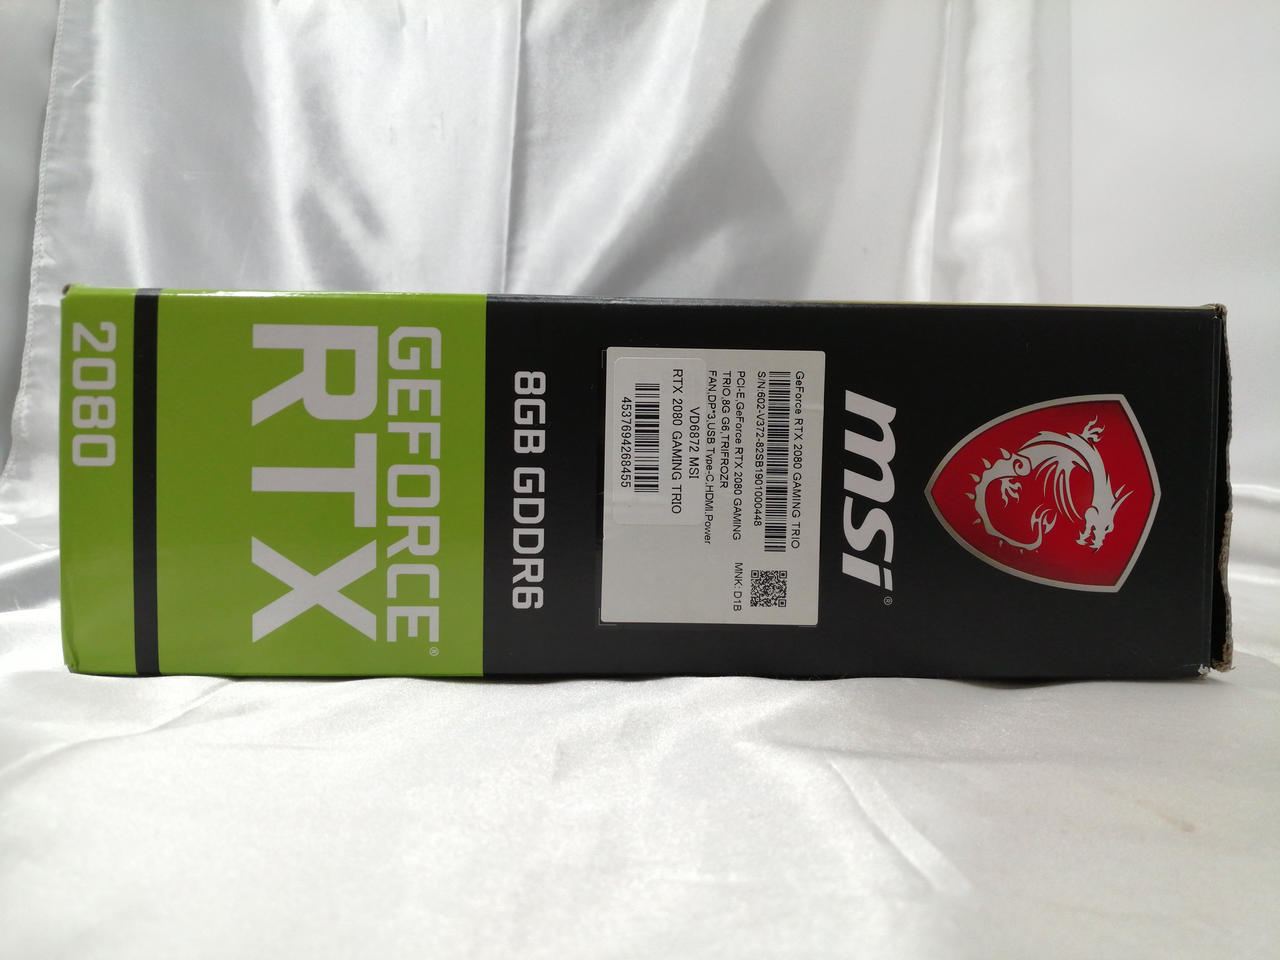 msi®
GeForce RTX 2080 GAMING TRIO
S/N:602-V372-82SB1901000448
PCI-E,GeForce RTX 2080 GAMING
TRIO,8G G6,TRIFROZR
FAN,DP*3,USB Type-C,HDMI,Power
MNK: D1B
VD6872 MSI
RTX 2080 GAMING TRIO
4537694268455
8GB GDDR6
GEFORCE®
RTX
2080